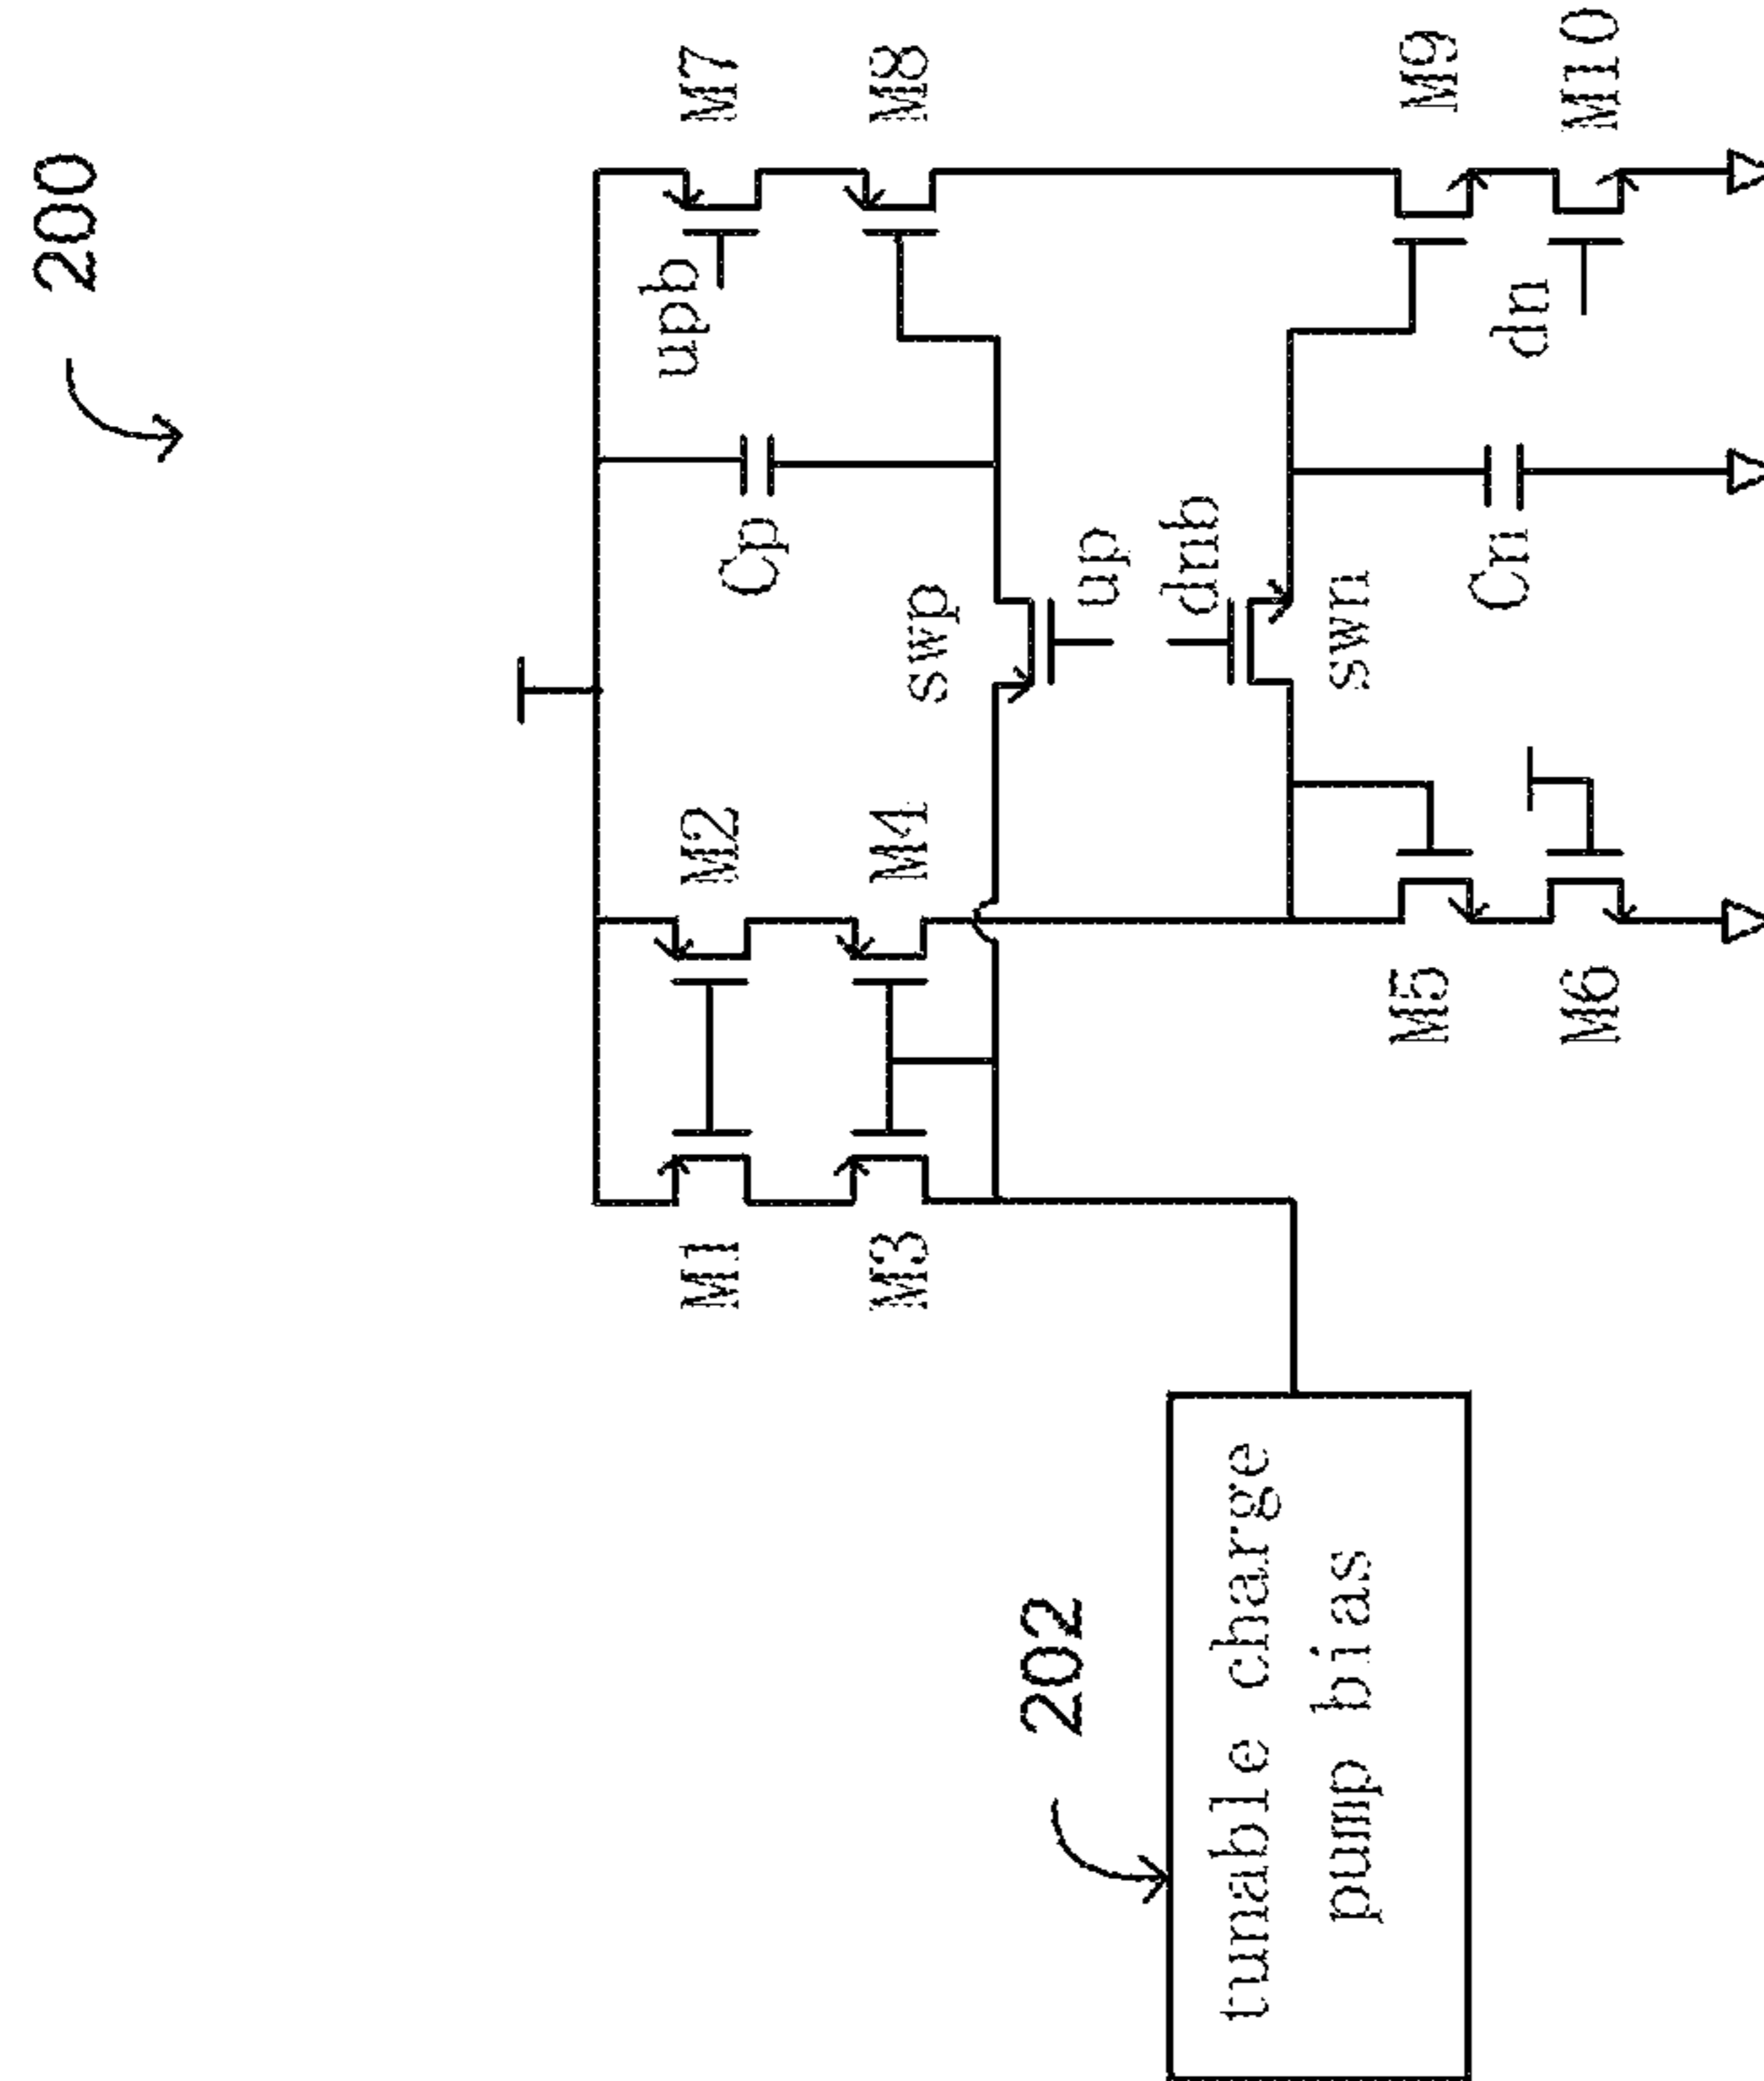 200
M7
M8
M9
M10
upb
dn
Cp
up
dnb
Cn
swp
swn
M2
M4
M1
M3
M5
M6
202
tunable charge
pump bias